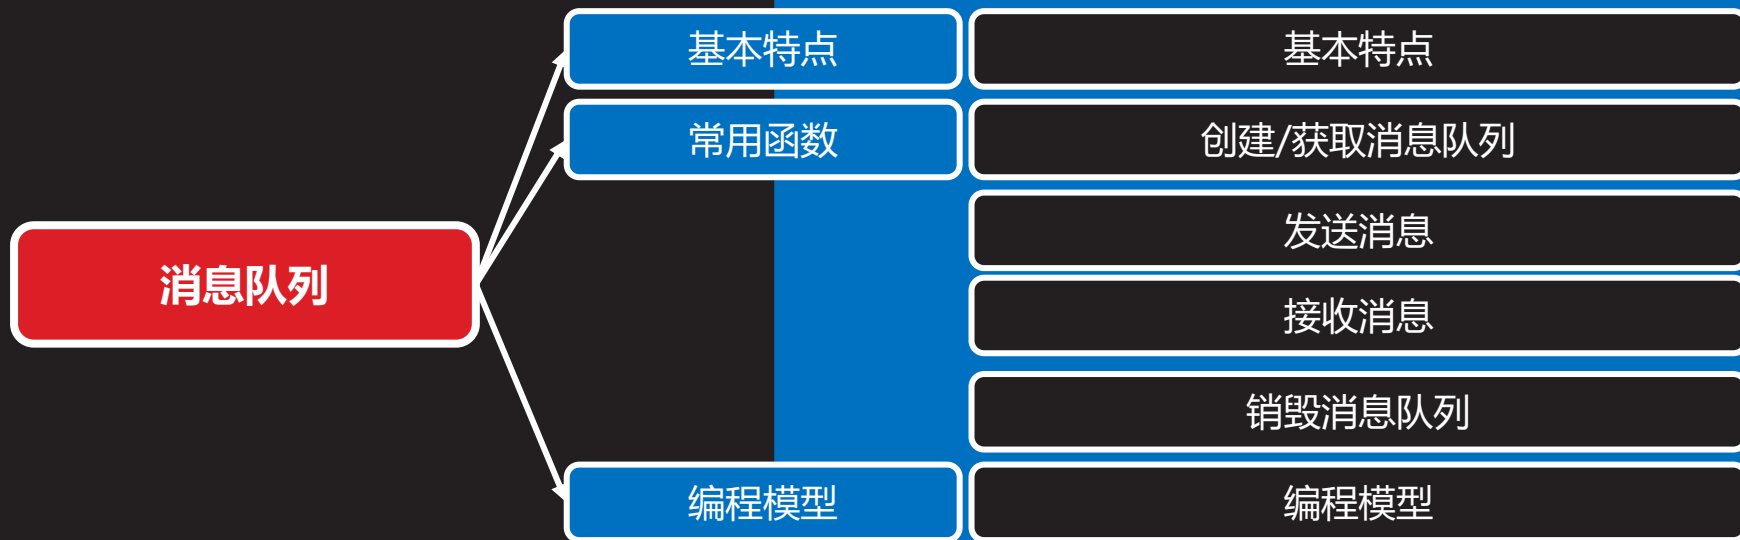 消息队列
基本特点
基本特点
常用函数
创建/获取消息队列
发送消息
接收消息
销毁消息队列
编程模型
编程模型